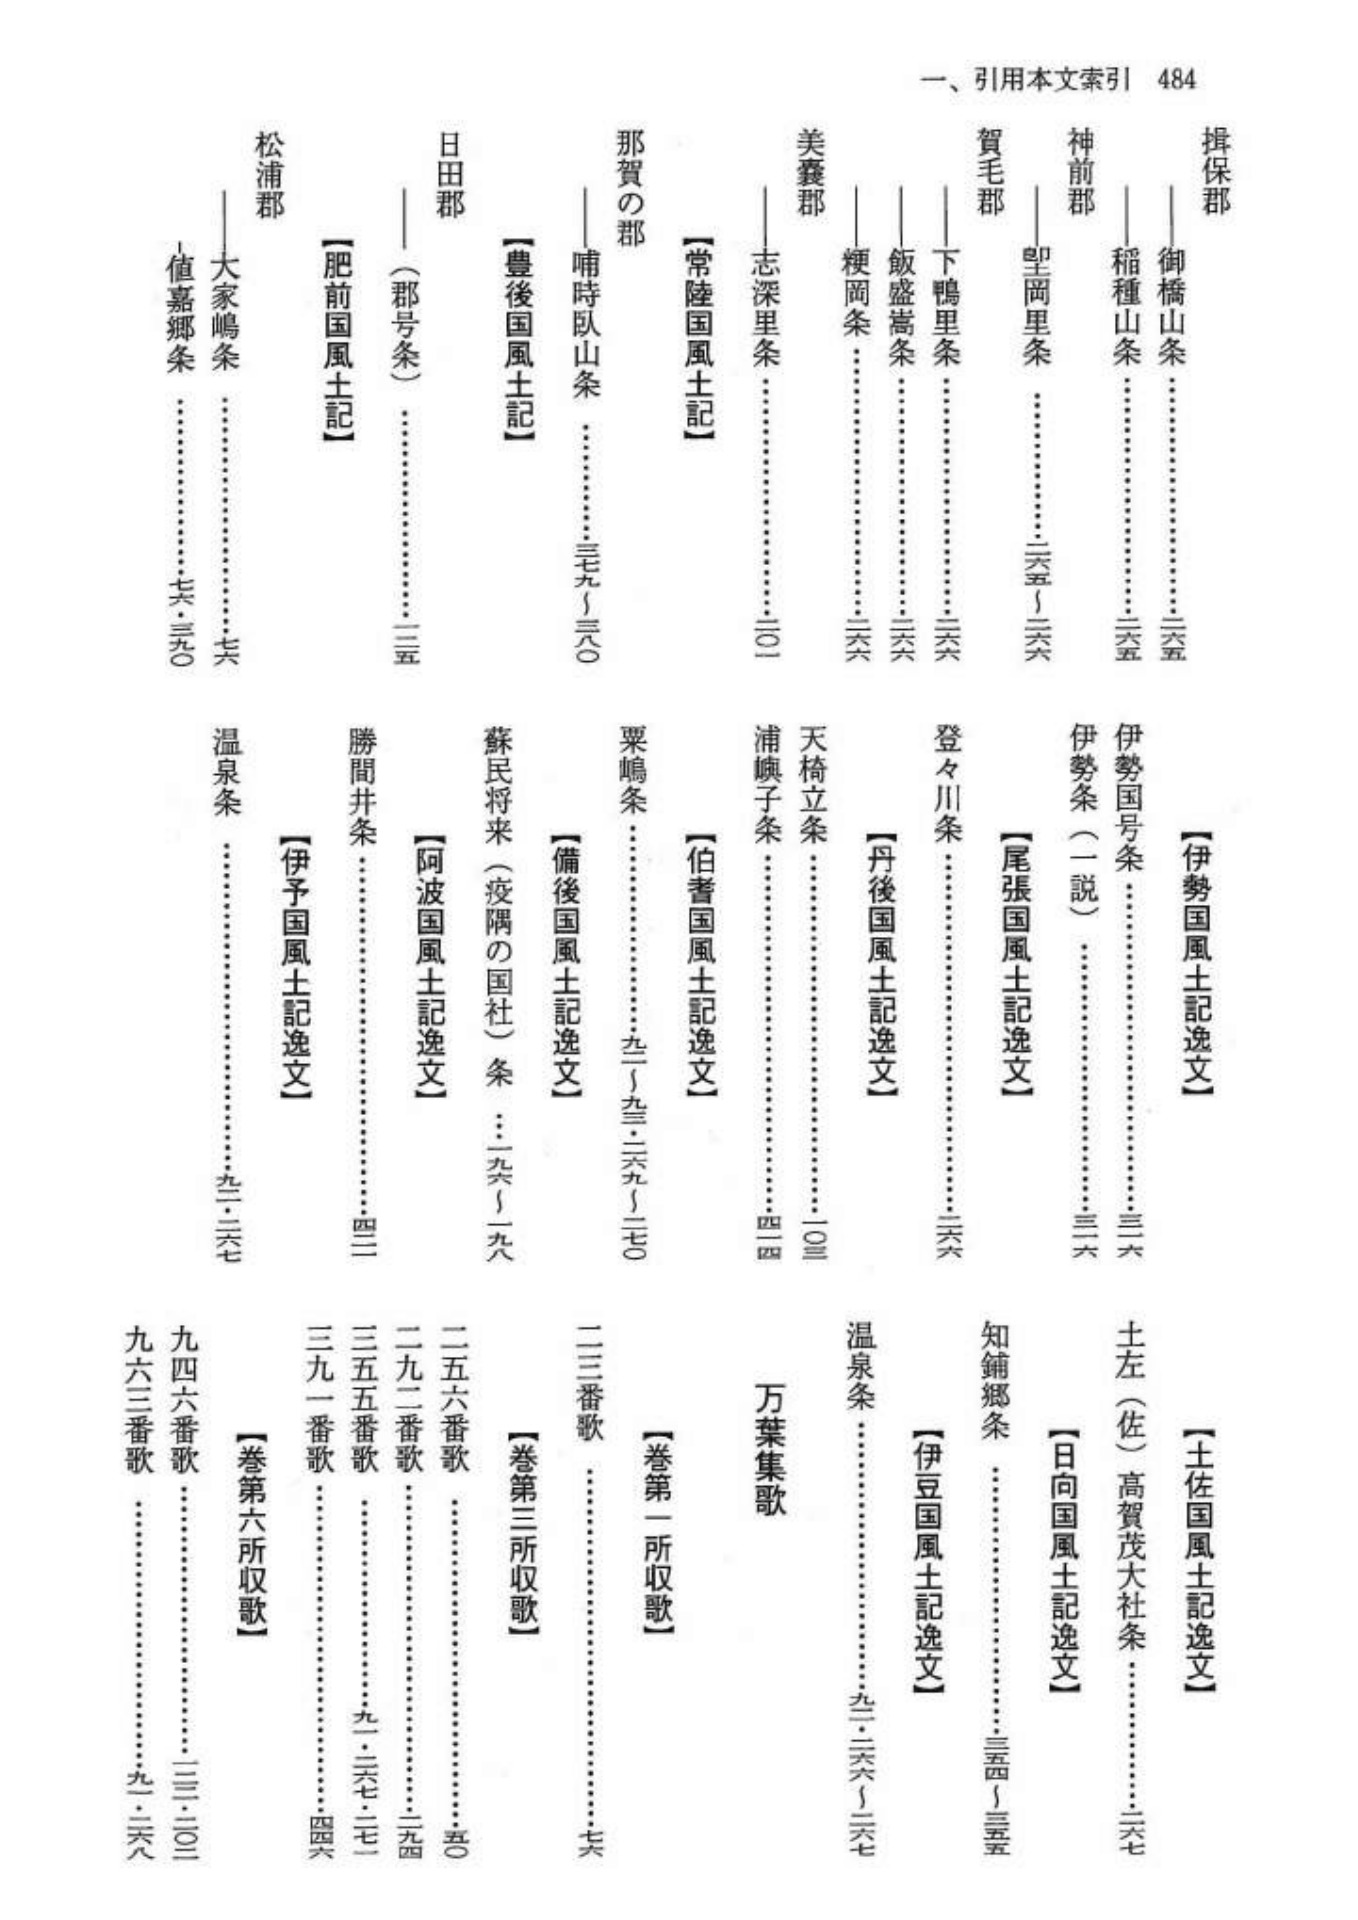 一、引用本文索引　484
揖保郡
――御橋山条…………二六五
――稲種山条…………二六五
神前郡
――堲岡里条…………二六五～二六六
賀毛郡
――下鴨里条…………二六六
――飯盛嵩条…………二六六
――粳岡条…………二六六
美囊郡
――志深里条…………二〇一
【常陸国風土記】
那賀の郡
――哺時臥山条…………三七九～三八〇
【豊後国風土記】
日田郡
――（郡号条）…………一二五
【肥前国風土記】
松浦郡
――大家嶋条…………七六
-値嘉郷条…………七六・三九〇
【伊勢国風土記逸文】
伊勢国号条…………三一六
伊勢条（一説）…………三一六
【尾張国風土記逸文】
登々川条…………二六六
【丹後国風土記逸文】
天椅立条…………一〇三
浦嶼子条…………四一四
【伯耆国風土記逸文】
粟嶋条…………九二～九三・二六九～二七〇
【備後国風土記逸文】
蘇民将来（疫隅の国社）条…一九六～一九八
【阿波国風土記逸文】
勝間井条…………四二一
【伊予国風土記逸文】
温泉条…………九二・二六七
【土佐国風土記逸文】
土左（佐）高賀茂大社条…………二六七
【日向国風土記逸文】
知鋪郷条…………三五四～三五五
【伊豆国風土記逸文】
温泉条…………九二・二六六～二六七
万葉集歌
【巻第一所収歌】
二三番歌…………七六
【巻第三所収歌】
二五六番歌…………五〇
二九二番歌…………二九四
三五五番歌…………九一・二六七・二七一
三九一番歌…………四四六
【巻第六所収歌】
九四六番歌…………一二二・二〇二
九六三番歌…………九一・二六八